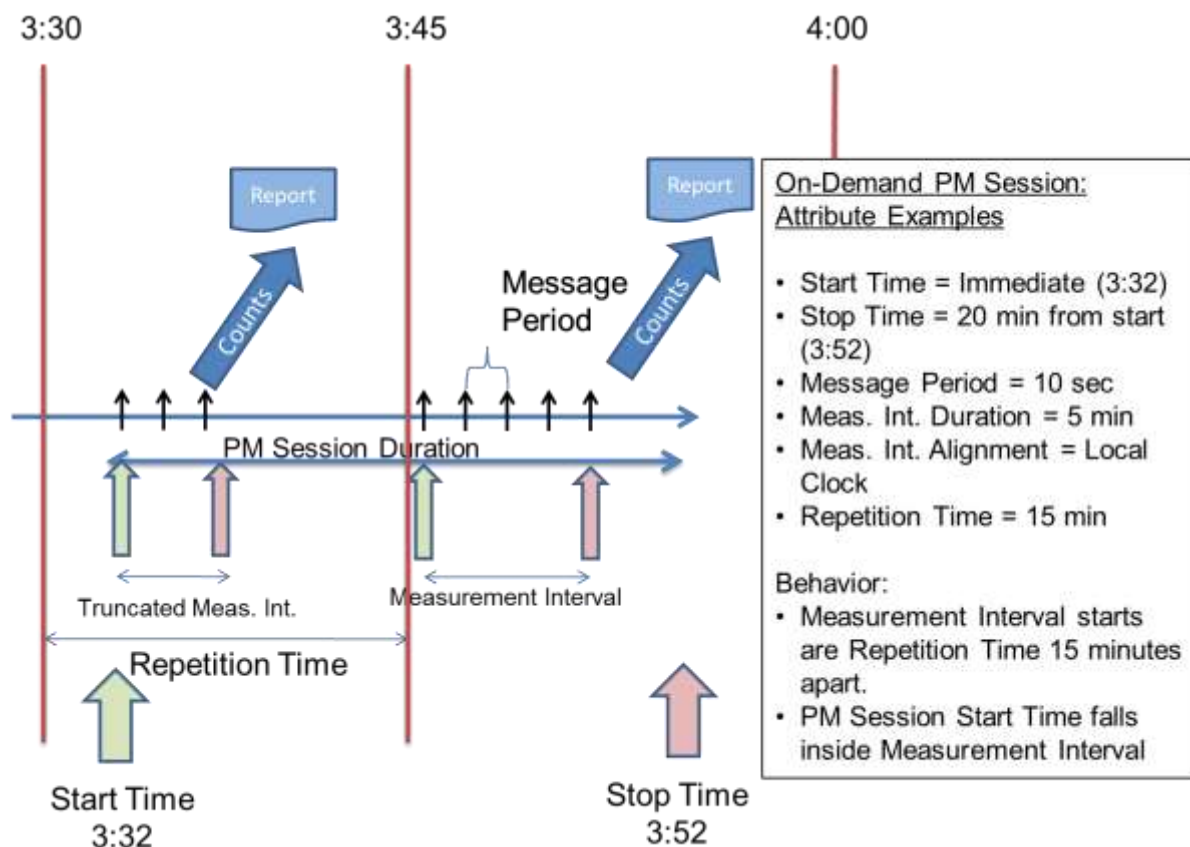 3:30
3:45
4:00
Report
Report
Counts
Message
Period
Counts
PM Session Duration
Truncated Meas. Int.
Measurement Interval
Repetition Time
Start Time
3:32
Stop Time
3:52
On-Demand PM Session:
Attribute Examples
• Start Time = Immediate (3:32)
• Stop Time = 20 min from start
(3:52)
• Message Period = 10 sec
• Meas. Int. Duration = 5 min
• Meas. Int. Alignment = Local
Clock
• Repetition Time = 15 min
Behavior:
• Measurement Interval starts
are Repetition Time 15 minutes
apart.
• PM Session Start Time falls
inside Measurement Interval